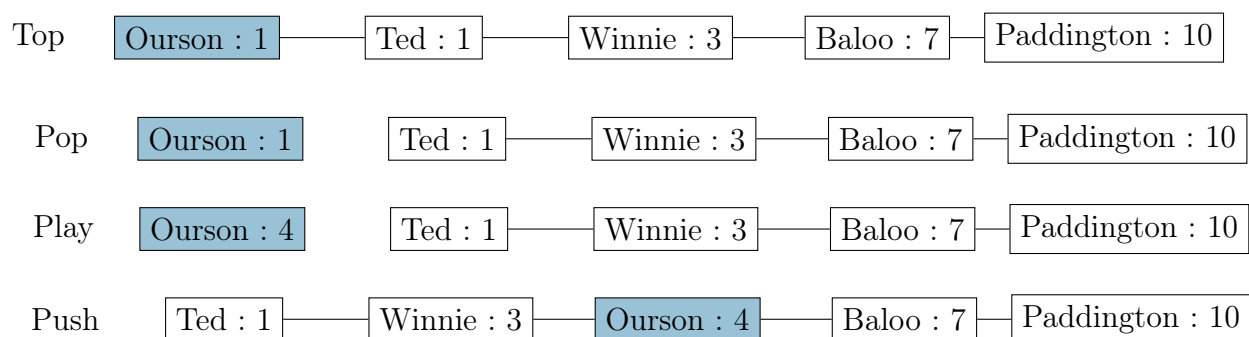 Top Ourson : 1 Ted : 1 Winnie : 3 Baloo : 7 Paddington : 10
Pop Ourson : 1 Ted : 1 Winnie : 3 Baloo : 7 Paddington : 10
Play Ourson : 4 Ted : 1 Winnie : 3 Baloo : 7 Paddington : 10
Push Ted : 1 Winnie : 3 Ourson : 4 Baloo : 7 Paddington : 10